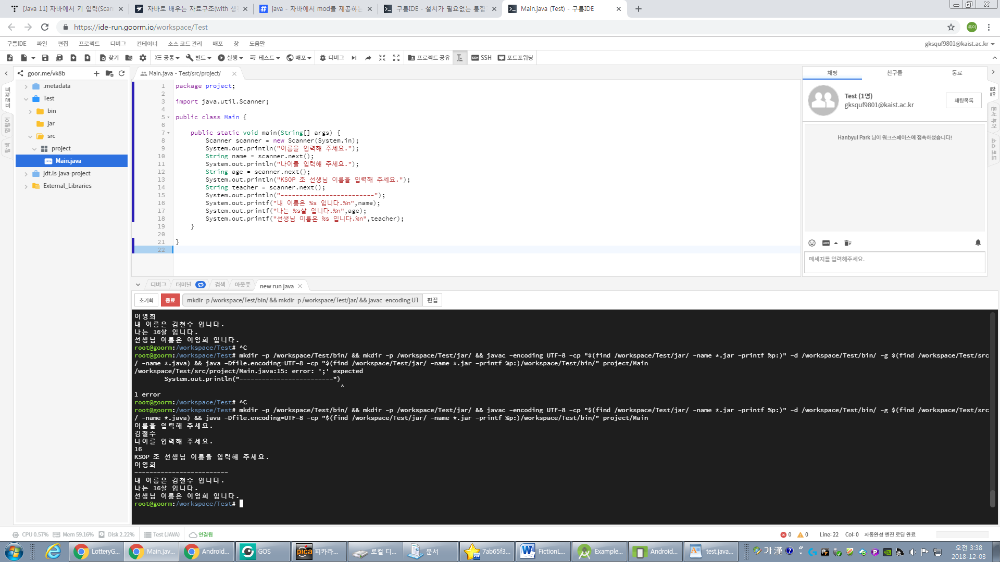 [Java 11] 자바에서 키 입력(Scan
자바로 배우는 자료구조(with 생
java - 자바에서 mod를 제공하는
구름IDE - 설치가 필요없는 통합
Main.java (Test) - 구름IDE
https://ide-run.goorm.io/workspace/Test
구름IDE 파일 편집 프로젝트 디버그 컨테이너 소스 코드 관리 배포 창 도움말
gksquf9801@kaist.ac.kr
찾기 공통 빌드 실행 테스트 배포 디버그 프로젝트 공유 SSH 포트포워딩
goor.me/vk8b
프로젝트
명령어
탐색
.metadata
Test
bin
jar
src
project
Main.java
jdt.ls-java-project
External_Libraries
Main.java - Test/src/project/
1 package project;
2
3 import java.util.Scanner;
4
5 public class Main {
6
7 public static void main(String[] args) {
8 Scanner scanner = new Scanner(System.in);
9 System.out.println("이름을 입력해 주세요.");
10 String name = scanner.next();
11 System.out.println("나이를 입력해 주세요.");
12 String age = scanner.next();
13 System.out.println("KSOP 조 선생님 이름을 입력해 주세요.");
14 String teacher = scanner.next();
15 System.out.println("-------------------------");
16 System.out.printf("내 이름은 %s 입니다.%n",name);
17 System.out.printf("나는 %s살 입니다.%n",age);
18 System.out.printf("선생님 이름은 %s 입니다.%n",teacher);
19 }
20
21 }
22
채팅 친구들 동료
Test (1명)
gksquf9801@kaist.ac.kr
채팅목록
Hanbyul Park 님이 워크스페이스에 접속하셨습니다!
메세지를 입력해주세요.
협업
문서 뷰어
소스코드
디버그 터미널 검색 아웃풋 new run java
초기화 종료 mkdir -p /workspace/Test/bin/ && mkdir -p /workspace/Test/jar/ && javac -encoding UT 편집
이영희
내 이름은 김철수 입니다.
나는 16살 입니다.
선생님 이름은 이영희 입니다.
root@goorm:/workspace/Test# ^C
root@goorm:/workspace/Test# mkdir -p /workspace/Test/bin/ && mkdir -p /workspace/Test/jar/ && javac -encoding UTF-8 -cp "$(find /workspace/Test/jar/ -name *.jar -printf %p:)" -d /workspace/Test/bin/ -g $(find /workspace/Test/src
/ -name *.java) && java -Dfile.encoding=UTF-8 -cp "$(find /workspace/Test/jar/ -name *.jar -printf %p:)/workspace/Test/bin/" project/Main
/workspace/Test/src/project/Main.java:15: error: ';' expected
System.out.println("-------------------------")
^
1 error
root@goorm:/workspace/Test# ^C
root@goorm:/workspace/Test# mkdir -p /workspace/Test/bin/ && mkdir -p /workspace/Test/jar/ && javac -encoding UTF-8 -cp "$(find /workspace/Test/jar/ -name *.jar -printf %p:)" -d /workspace/Test/bin/ -g $(find /workspace/Test/src
/ -name *.java) && java -Dfile.encoding=UTF-8 -cp "$(find /workspace/Test/jar/ -name *.jar -printf %p:)/workspace/Test/bin/" project/Main
이름을 입력해 주세요.
김철수
나이를 입력해 주세요.
16
KSOP 조 선생님 이름을 입력해 주세요.
이영희
-------------------------
내 이름은 김철수 입니다.
나는 16살 입니다.
선생님 이름은 이영희 입니다.
root@goorm:/workspace/Test#
CPU 0.57% Mem 59.16% Disk 2.22% Test (JAVA) 연결됨
0 0 Line: 22 Col: 0 자동완성 엔진 로딩 완료
LotteryG... Main.jav... Android... GOS 피카라... 로컬 디... 문서 7ab65f3... FictionL... Example... Android... test.java...
가 漢
오전 3:38
2018-12-03